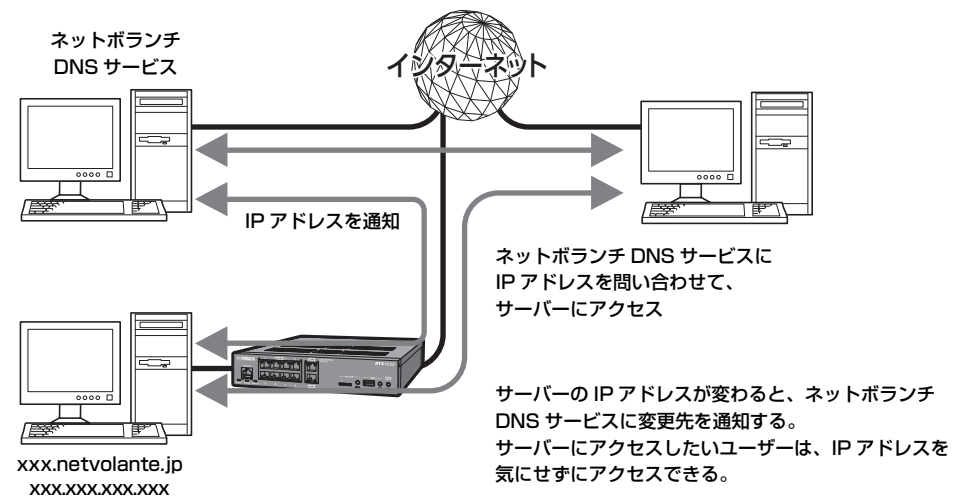 ネットボランチ
DNS サービス
インターネット
IP アドレスを通知
ネットボランチ DNS サービスに
IP アドレスを問い合わせて、
サーバーにアクセス
YAMAHA
サーバーの IP アドレスが変わると、ネットボランチ
DNS サービスに変更先を通知する。
サーバーにアクセスしたいユーザーは、IP アドレスを
気にせずにアクセスできる。
xxx.netvolante.jp
xxx.xxx.xxx.xxx